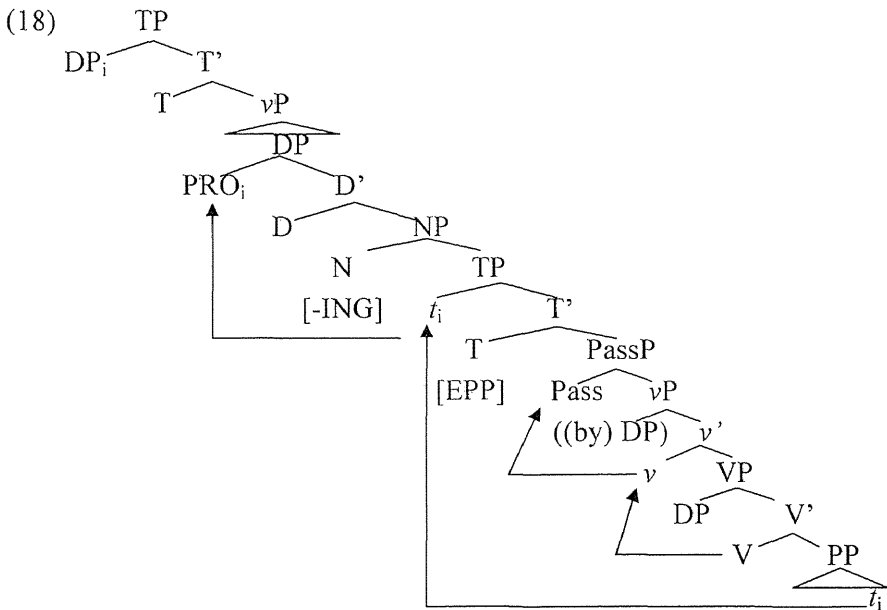 (18) TP
DPi T'
T vP
DP
PROi D'
D NP
N TP
[-ING] ti T'
T PassP
[EPP] Pass vP
((by) DP) v'
v VP
DP V'
V PP
ti